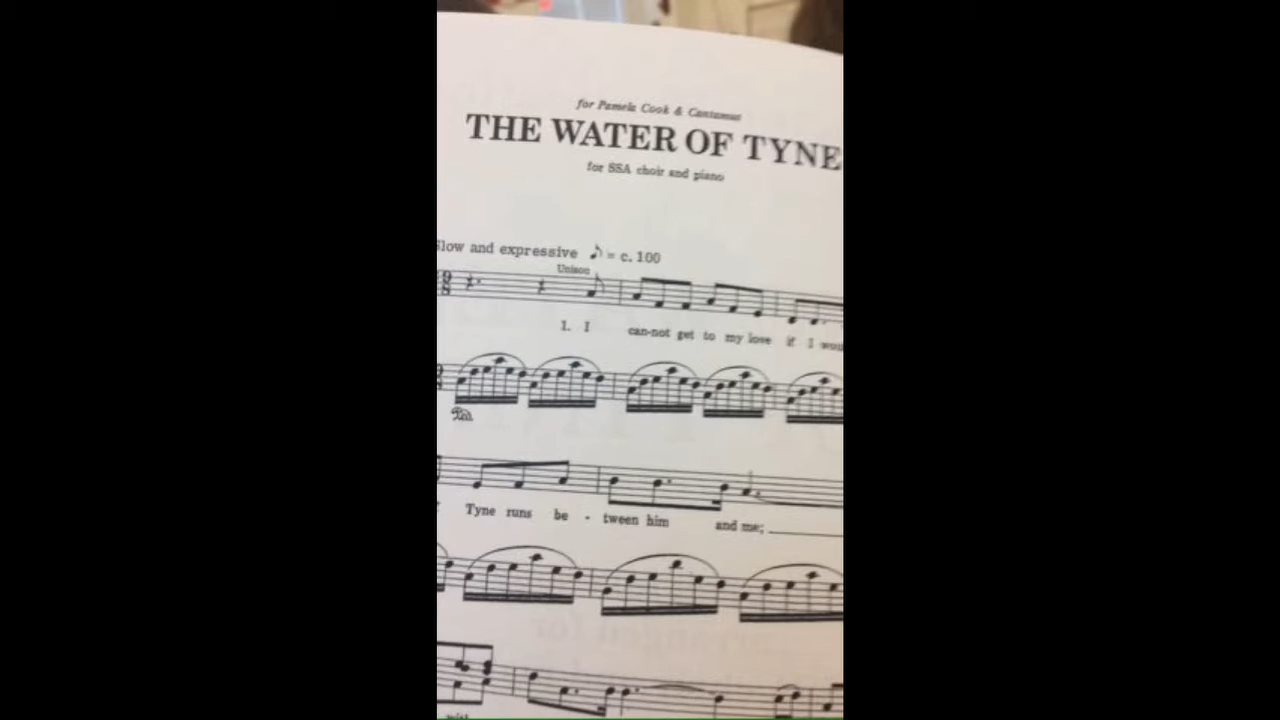 for Pamela Cook & Cantamus
THE WATER OF TYNE
for SSA choir and piano
Slow and expressive ♪ = c. 100
Unison
1. I can-not get to my love if I
Tyne runs be - tween him and me;